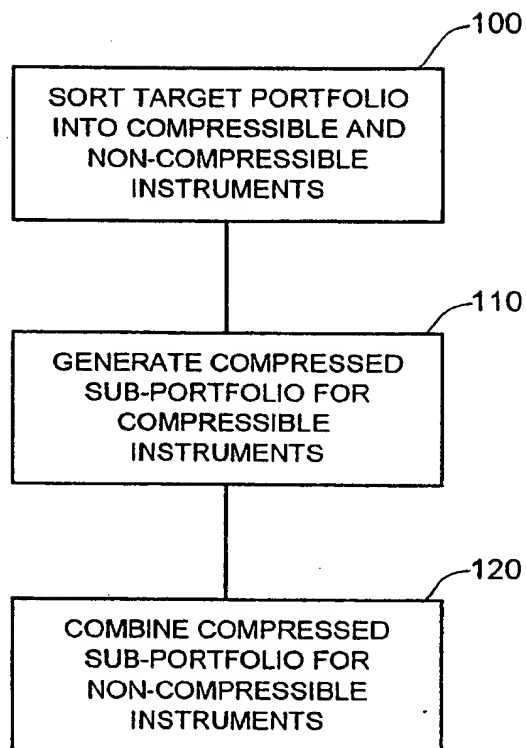 100
SORT TARGET PORTFOLIO
INTO COMPRESSIBLE AND
NON-COMPRESSIBLE
INSTRUMENTS
110
GENERATE COMPRESSED
SUB-PORTFOLIO FOR
COMPRESSIBLE
INSTRUMENTS
120
COMBINE COMPRESSED
SUB-PORTFOLIO FOR
NON-COMPRESSIBLE
INSTRUMENTS